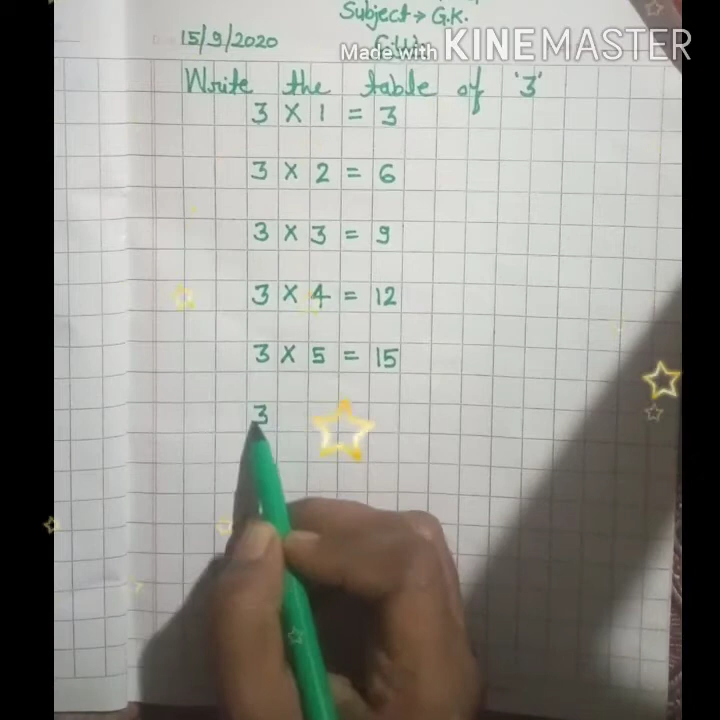 Subject → G.K.
15/9/2020
Made with KINEMASTER
Write the table of '3'
3 × 1 = 3
3 × 2 = 6
3 × 3 = 9
3 × 4 = 12
3 × 5 = 15
3